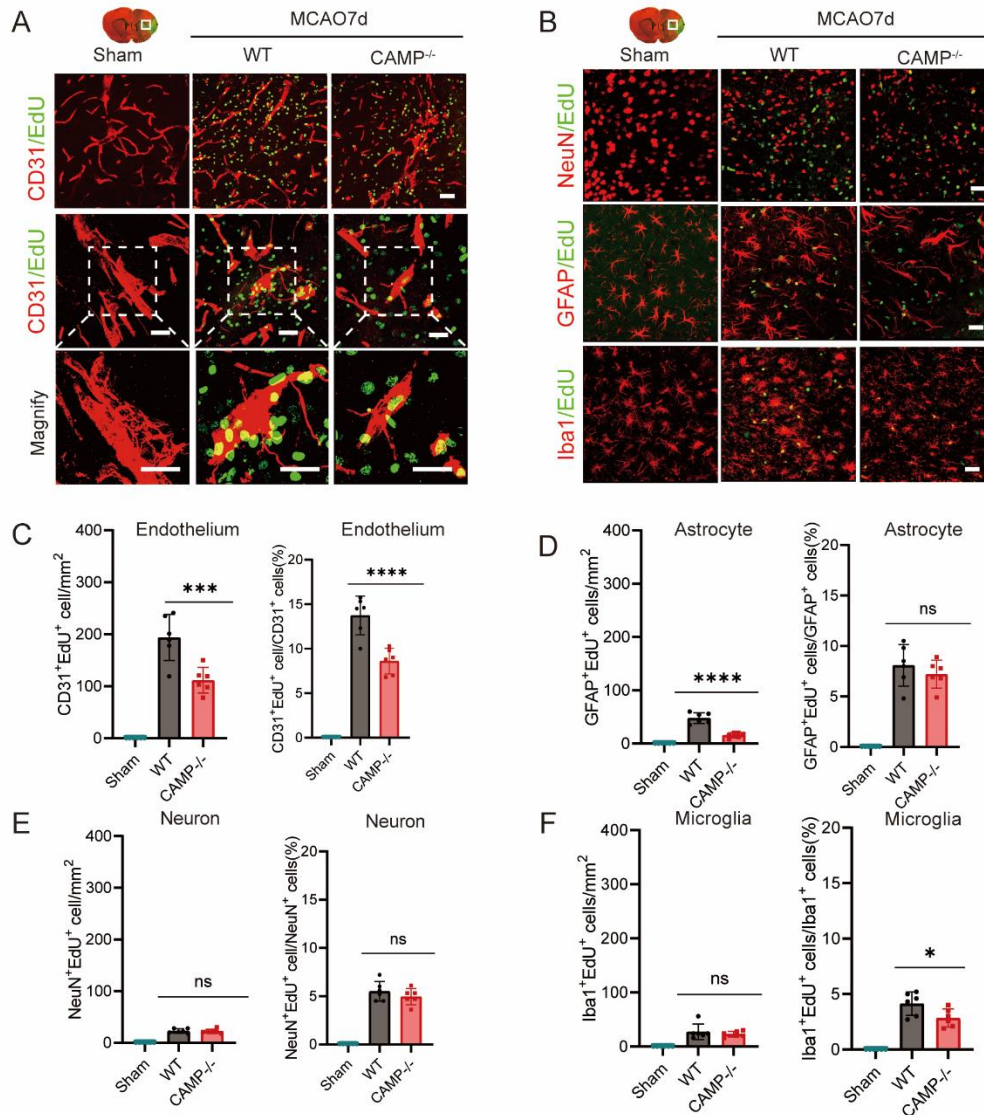 A
MCAO7d
Sham
WT
CAMP-/-
CD31/EdU
CD31/EdU
Magnify
B
MCAO7d
Sham
WT
CAMP-/-
NeuN/EdU
GFAP/EdU
Iba1/EdU
C
Endothelium
CD31+EdU+ cell/mm2
400
300
200
100
0
***
Sham
WT
CAMP-/-
Endothelium
CD31+EdU+ cell/CD31+ cells(%)
20
15
10
5
0
****
Sham
WT
CAMP-/-
D
Astrocyte
GFAP+EdU+ cells/mm2
400
300
200
100
0
****
Sham
WT
CAMP-/-
Astrocyte
GFAP+EdU+ cells/GFAP+ cells(%)
20
15
10
5
0
ns
Sham
WT
CAMP-/-
E
Neuron
NeuN+EdU+ cell/mm2
400
300
200
100
0
ns
Sham
WT
CAMP-/-
Neuron
NeuN+EdU+ cell/NeuN+ cells(%)
20
15
10
5
0
ns
Sham
WT
CAMP-/-
F
Microglia
Iba1+EdU+ cells/mm2
400
300
200
100
0
ns
Sham
WT
CAMP-/-
Microglia
Iba1+EdU+ cells/Iba1+ cells(%)
20
15
10
5
0
*
Sham
WT
CAMP-/-